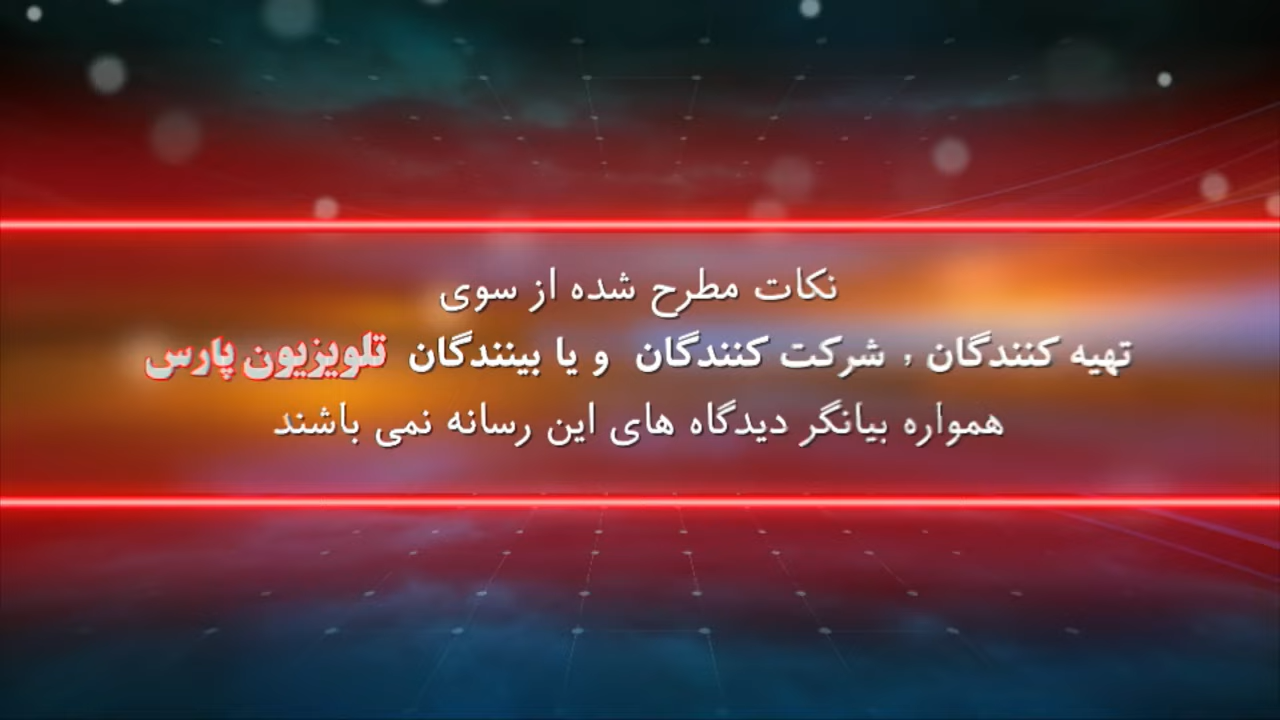 نکات مطرح شده از سوی
تهیه کنندگان , شرکت کنندگان و یا بینندگان تلویزیون پارس
همواره بیانگر دیدگاه های این رسانه نمی باشند